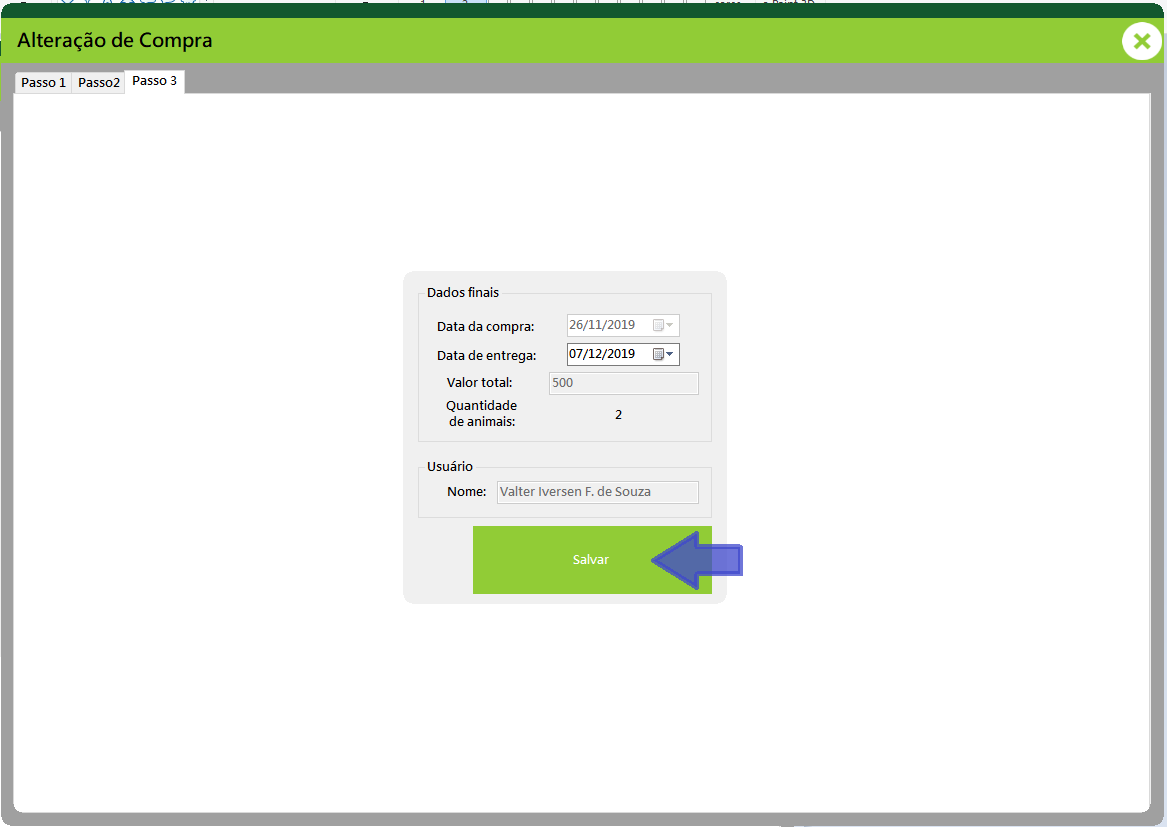 Alteração de Compra
Passo 1 Passo2 Passo 3
Dados finais
Data da compra: 26/11/2019
Data de entrega: 07/12/2019
Valor total: 500
Quantidade
de animais: 2
Usuário
Nome: Valter Iversen F. de Souza
Salvar